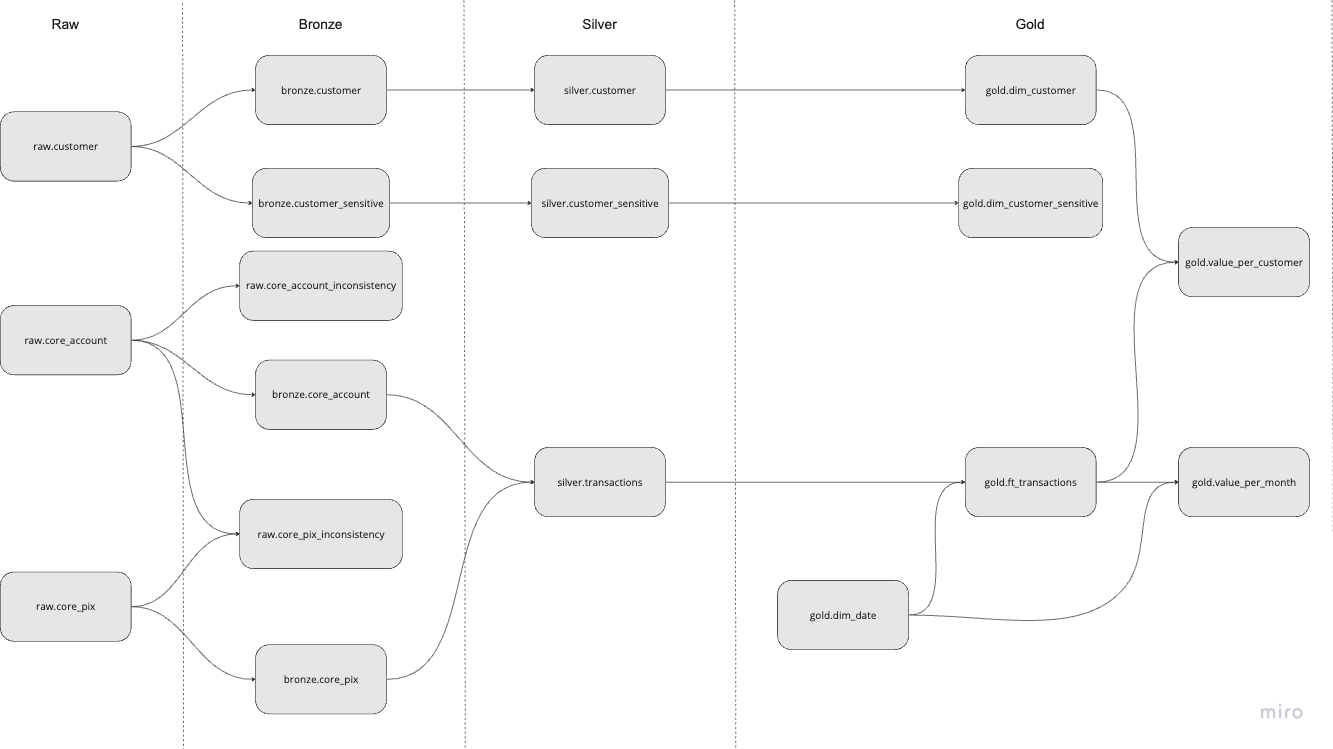 Raw
Bronze
Silver
Gold
bronze.customer
silver.customer
gold.dim_customer
raw.customer
bronze.customer_sensitive
silver.customer_sensitive
gold.dim_customer_sensitive
gold.value_per_customer
raw.core_account_inconsistency
raw.core_account
bronze.core_account
silver.transactions
gold.ft_transactions
gold.value_per_month
raw.core_pix_inconsistency
raw.core_pix
gold.dim_date
bronze.core_pix
miro